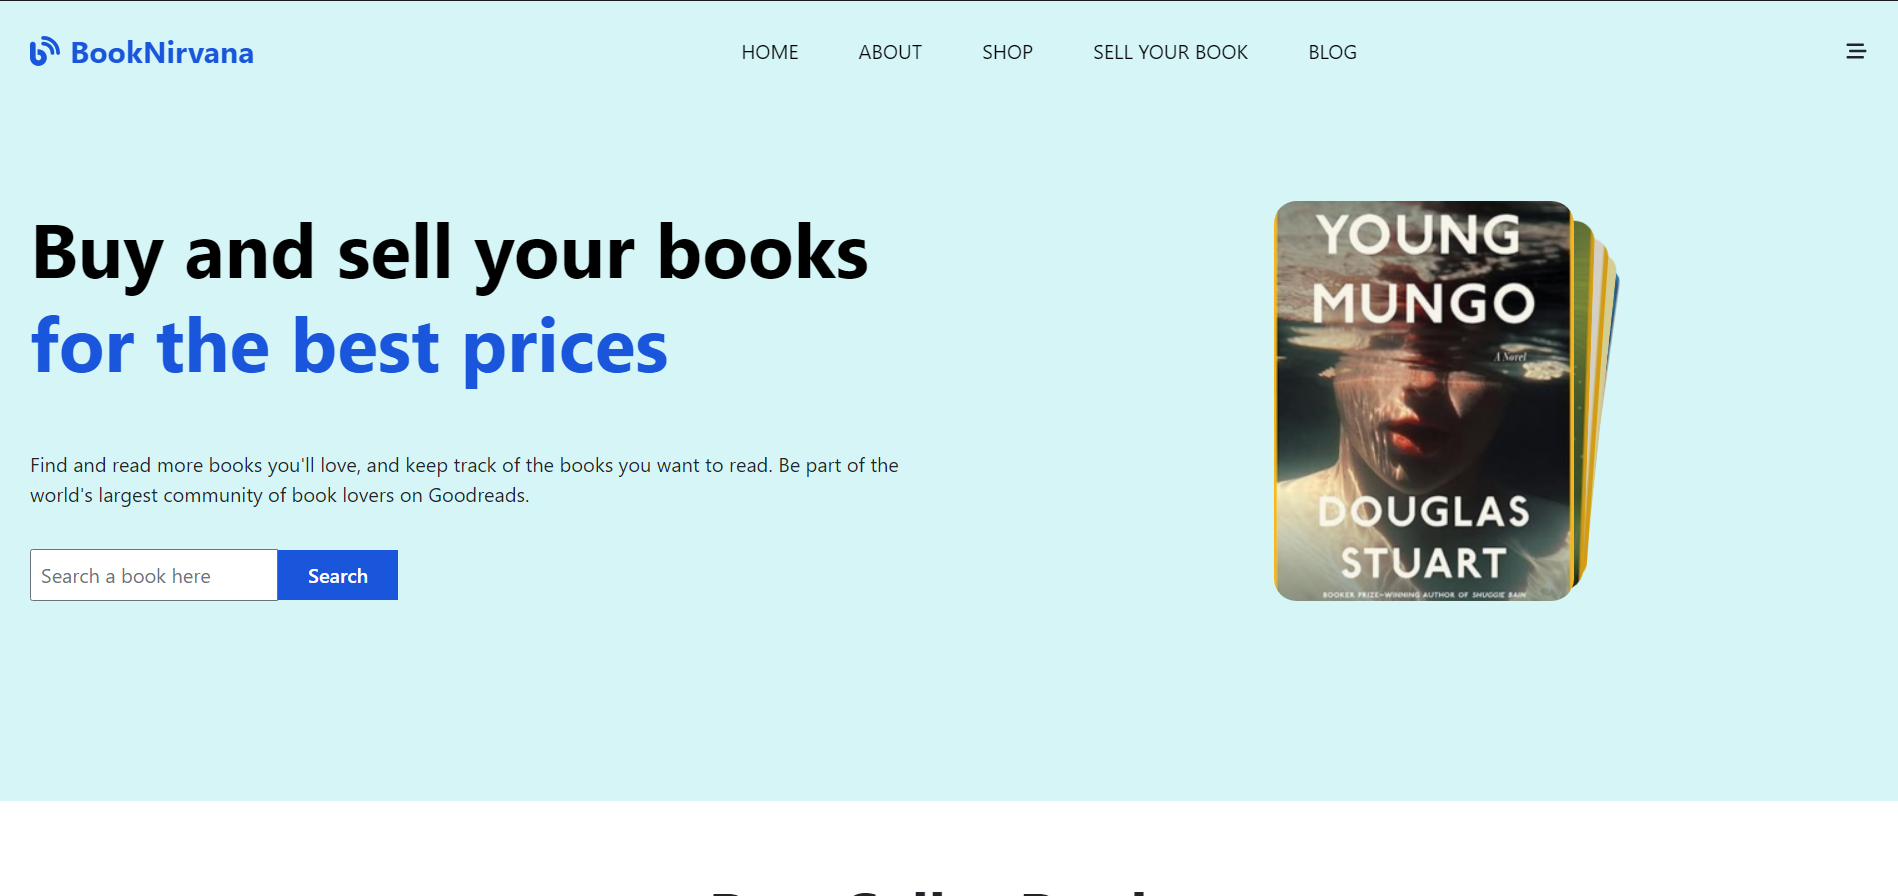 BookNirvana
HOME
ABOUT
SHOP
SELL YOUR BOOK
BLOG
Buy and sell your books
for the best prices
Find and read more books you'll love, and keep track of the books you want to read. Be part of the
world's largest community of book lovers on Goodreads.
Search a book here
Search
YOUNG
MUNGO
A Novel
DOUGLAS
STUART
BOOKER PRIZE–WINNING AUTHOR OF SHUGGIE BAIN